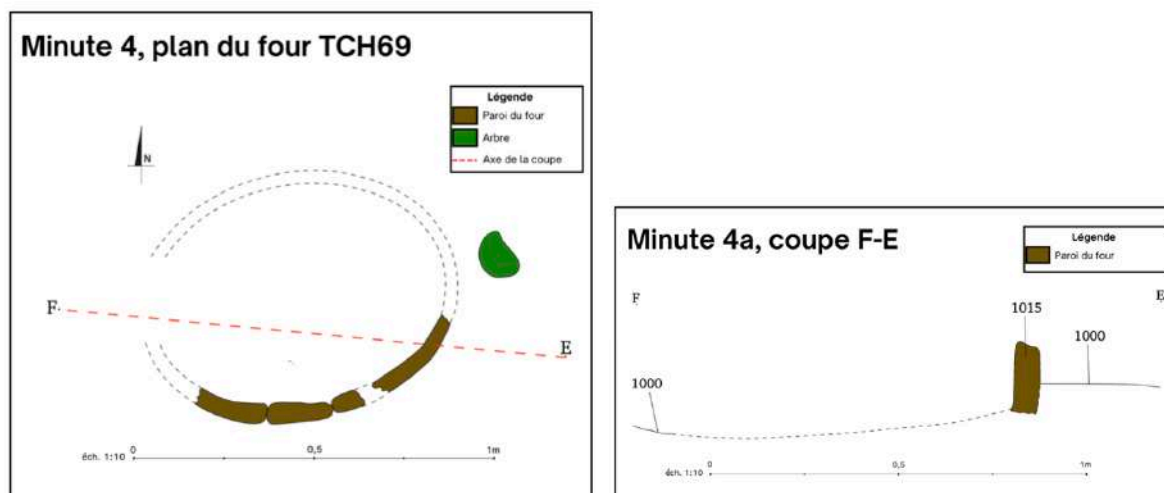 Minute 4, plan du four TCH69
Légende
Paroi du four
Arbre
Axe de la coupe
N
F
E
0
0,5
1m
éch. 1:10
Minute 4a, coupe F-E
Légende
Paroi du four
F
E
1015
1000
1000
0
0,5
1m
éch. 1:10